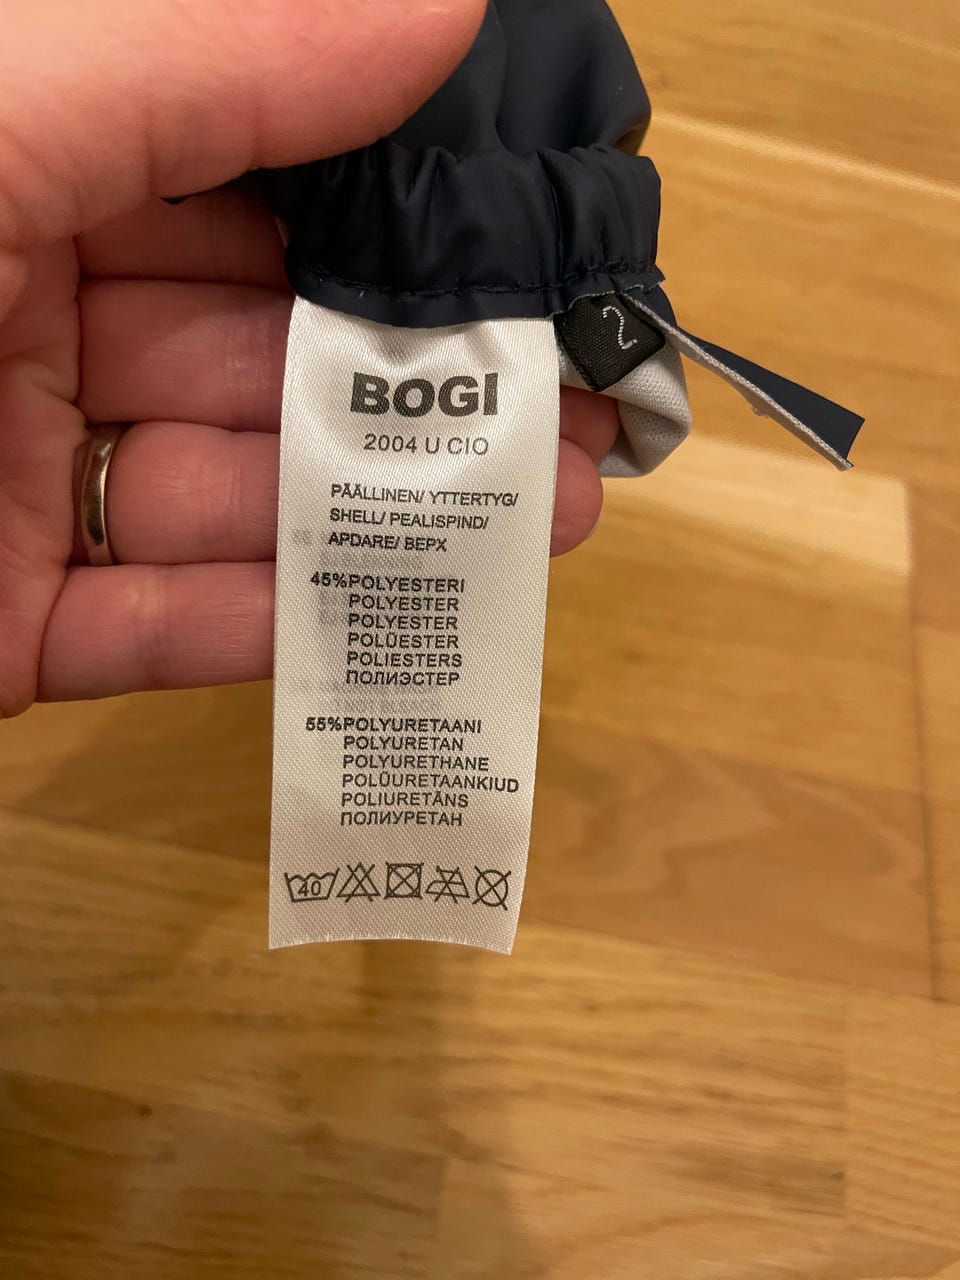 2
BOGI
2004 U CIO
PÄÄLLINEN/ YTTERTYG/
SHELL/ PEALISPIND/
APDARE/ ВЕРХ
45%POLYESTERI
POLYESTER
POLYESTER
POLÜESTER
POLIESTERS
ПОЛИЭСТЕР
55%POLYURETAANI
POLYURETAN
POLYURETHANE
POLÜURETAANKIUD
POLIURETĀNS
ПОЛИУРЕТАН
40